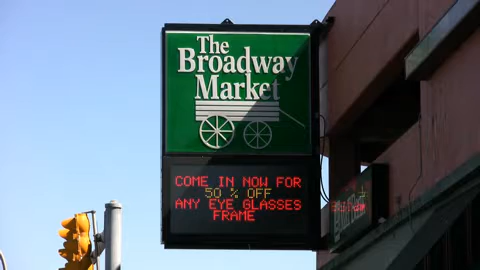 The
Broadway
Market
COME IN NOW FOR
50 % OFF
ANY EYE GLASSES
FRAME